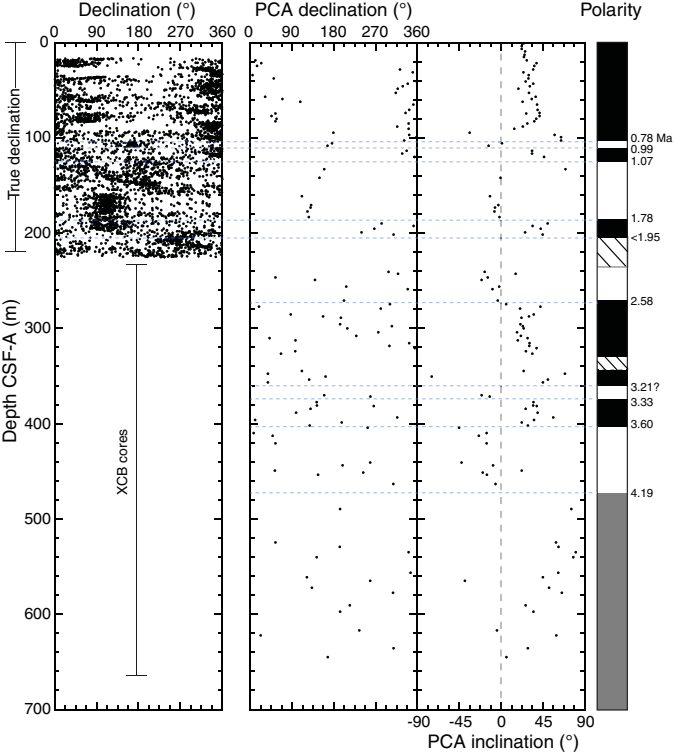 Declination (°)
PCA declination (°)
Polarity
0 90 180 270 360
0 90 180 270 360
0
100
200
300
400
500
600
700
Depth CSF-A (m)
True declination
XCB cores
0.78 Ma
0.99
1.07
1.78
<1.95
2.58
3.21?
3.33
3.60
4.19
-90 -45 0 45 90
PCA inclination (°)